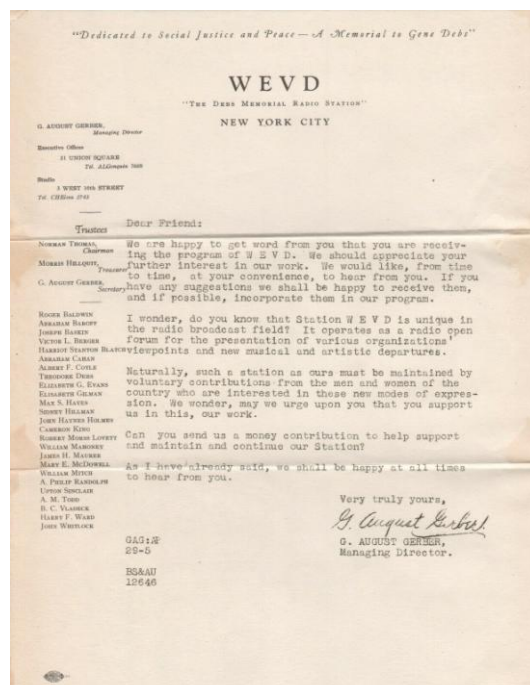 "Dedicated to Social Justice and Peace — A Memorial to Gene Debs"
WEVD
"THE DEBS MEMORIAL RADIO STATION"
NEW YORK CITY
G. AUGUST GERBER,
Managing Director
Executive Offices
31 UNION SQUARE
Tel. ALGonquin
Studio
3 WEST 16th STREET
Tel. CHElsea
Trustees
NORMAN THOMAS,
Chairman
MORRIS HILLQUIT,
Treasurer
G. AUGUST GERBER,
Secretary
ROGER BALDWIN
ABRAHAM BAROFF
JOSEPH BASKIN
VICTOR L. BERGER
HARRIOT STANTON BLATCH
ABRAHAM CAHAN
ALBERT F. COYLE
THEODORE DEBS
ELIZABETH G. EVANS
ELISABETH GILMAN
MAX S. HAYES
SIDNEY HILLMAN
JOHN HAYNES HOLMES
CAMERON KING
ROBERT MORSS LOVETT
WILLIAM MAHONEY
JAMES H. MAURER
MARY E. MCDOWELL
WILLIAM MITCH
A. PHILIP RANDOLPH
UPTON SINCLAIR
A. M. TODD
B. C. VLADECK
HARRY F. WARD
JOHN WHITLOCK
Dear Friend:
We are happy to get word from you that you are receiv-
ing the program of W E V D. We should appreciate your
further interest in our work. We would like, from time
to time, at your convenience, to hear from you. If you
have any suggestions we shall be happy to receive them,
and if possible, incorporate them in our program.
I wonder, do you know that Station W E V D is unique in
the radio broadcast field? It operates as a radio open
forum for the presentation of various organizations'
viewpoints and new musical and artistic departures.
Naturally, such a station as ours must be maintained by
voluntary contributions from the men and women of the
country who are interested in these new modes of expres-
sion. We wonder, may we urge upon you that you support
us in this, our work.
Can you send us a money contribution to help support
and maintain and continue our Station?
As I have already said, we shall be happy at all times
to hear from you.
Very truly yours,
G. August Gerber
G. AUGUST GERBER,
Managing Director.
GAG:
29-5
BS&AU
12646